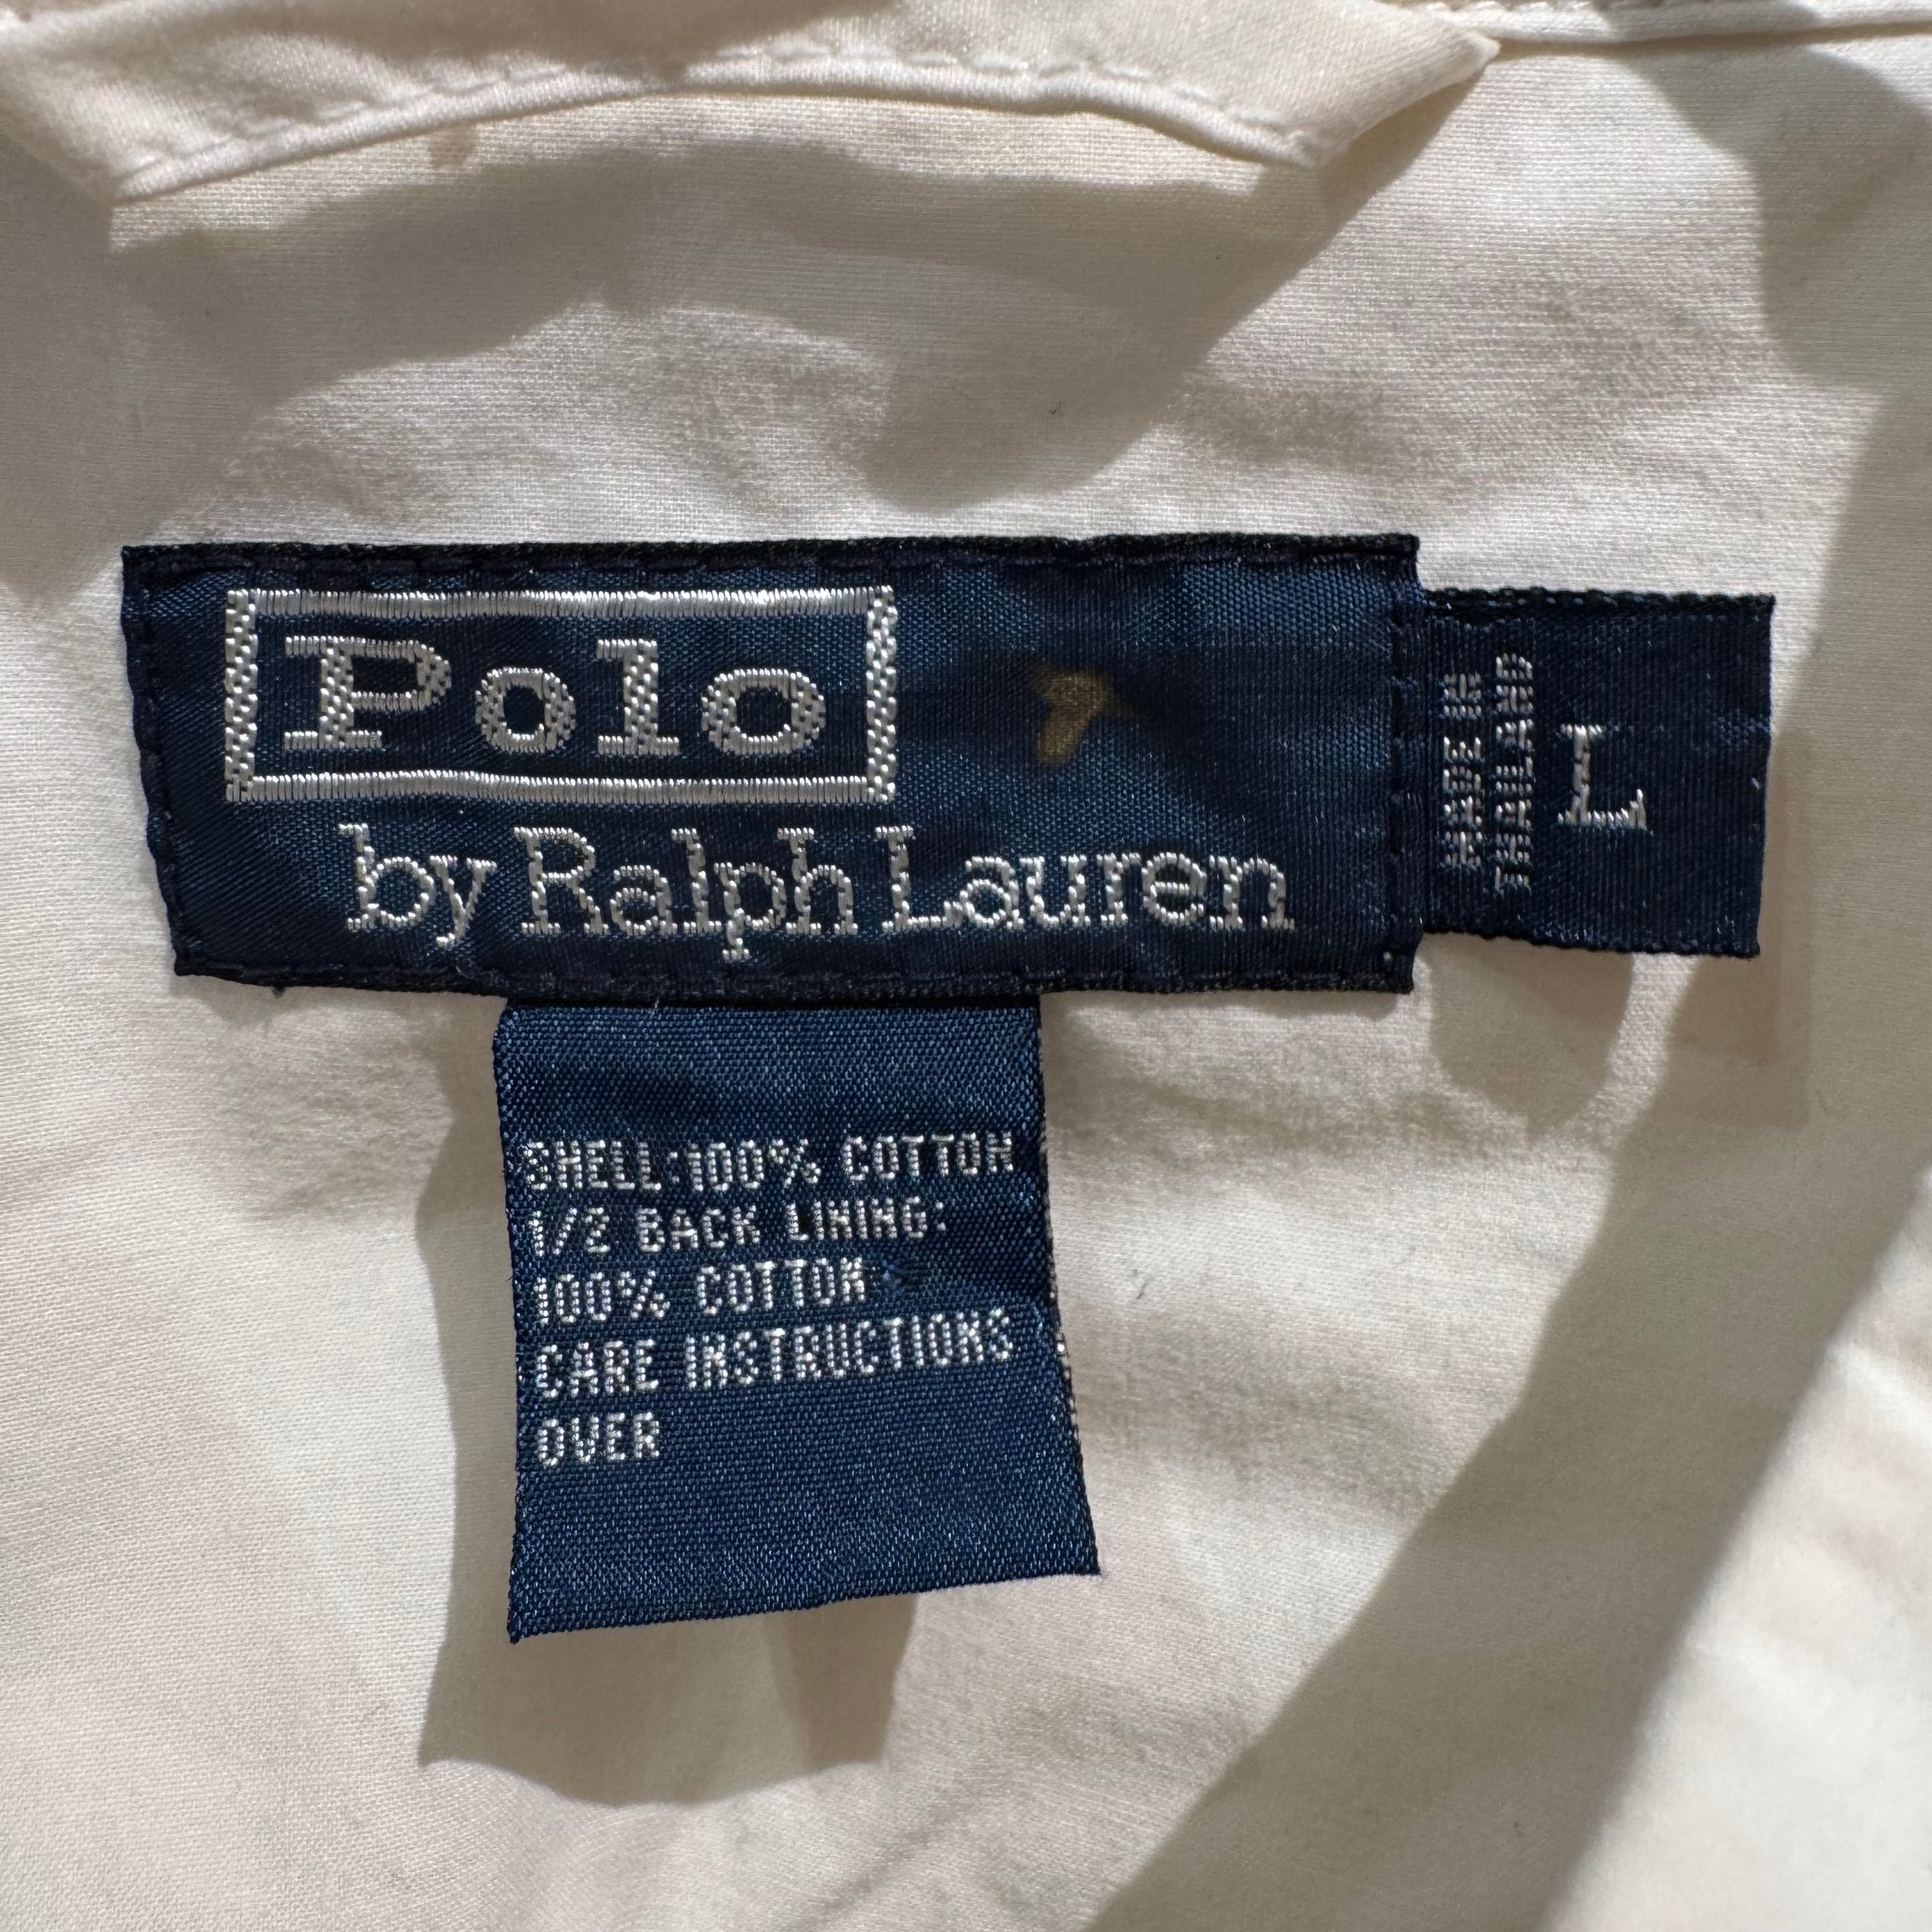 Polo
by Ralph Lauren
MADE IN
THAILAND
L
SHELL:100% COTTON
1/2 BACK LINING:
100% COTTON
CARE INSTRUCTIONS
OVER